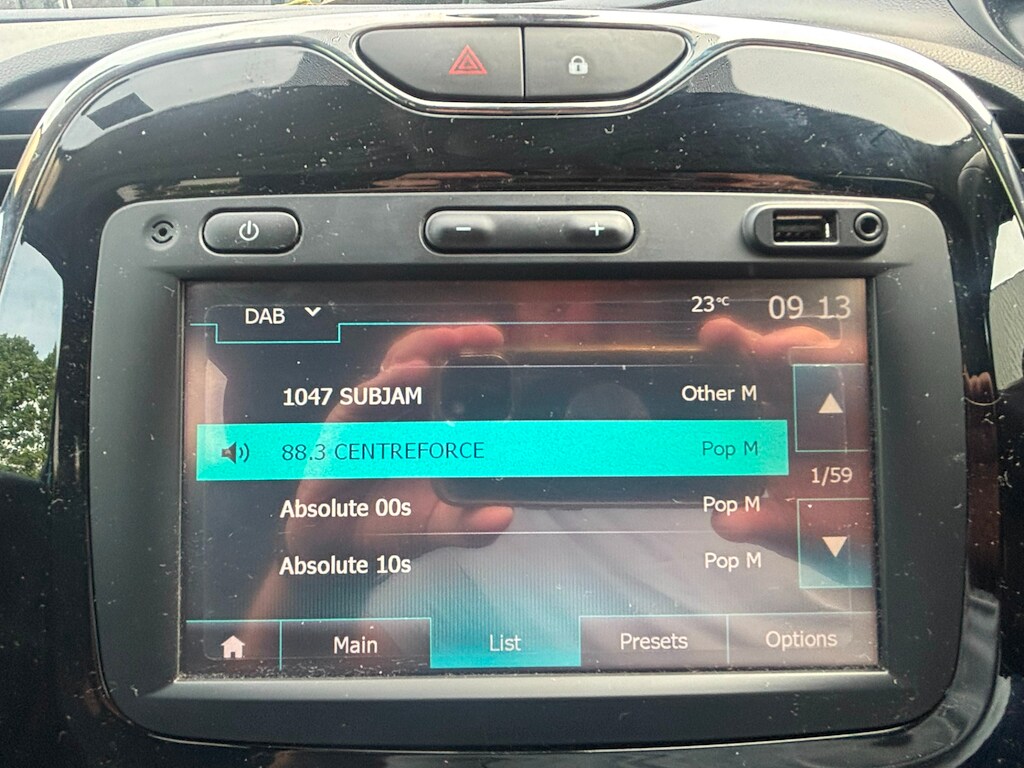 DAB 23°C 09 13
1047 SUBJAM Other M
88.3 CENTREFORCE Pop M
1/59
Absolute 00s Pop M
Absolute 10s Pop M
Main List Presets Options